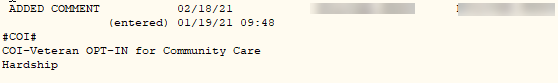 ADDED COMMENT 02/18/21
(entered) 01/19/21 09:48
#COI#
COI-Veteran OPT-IN for Community Care
Hardship